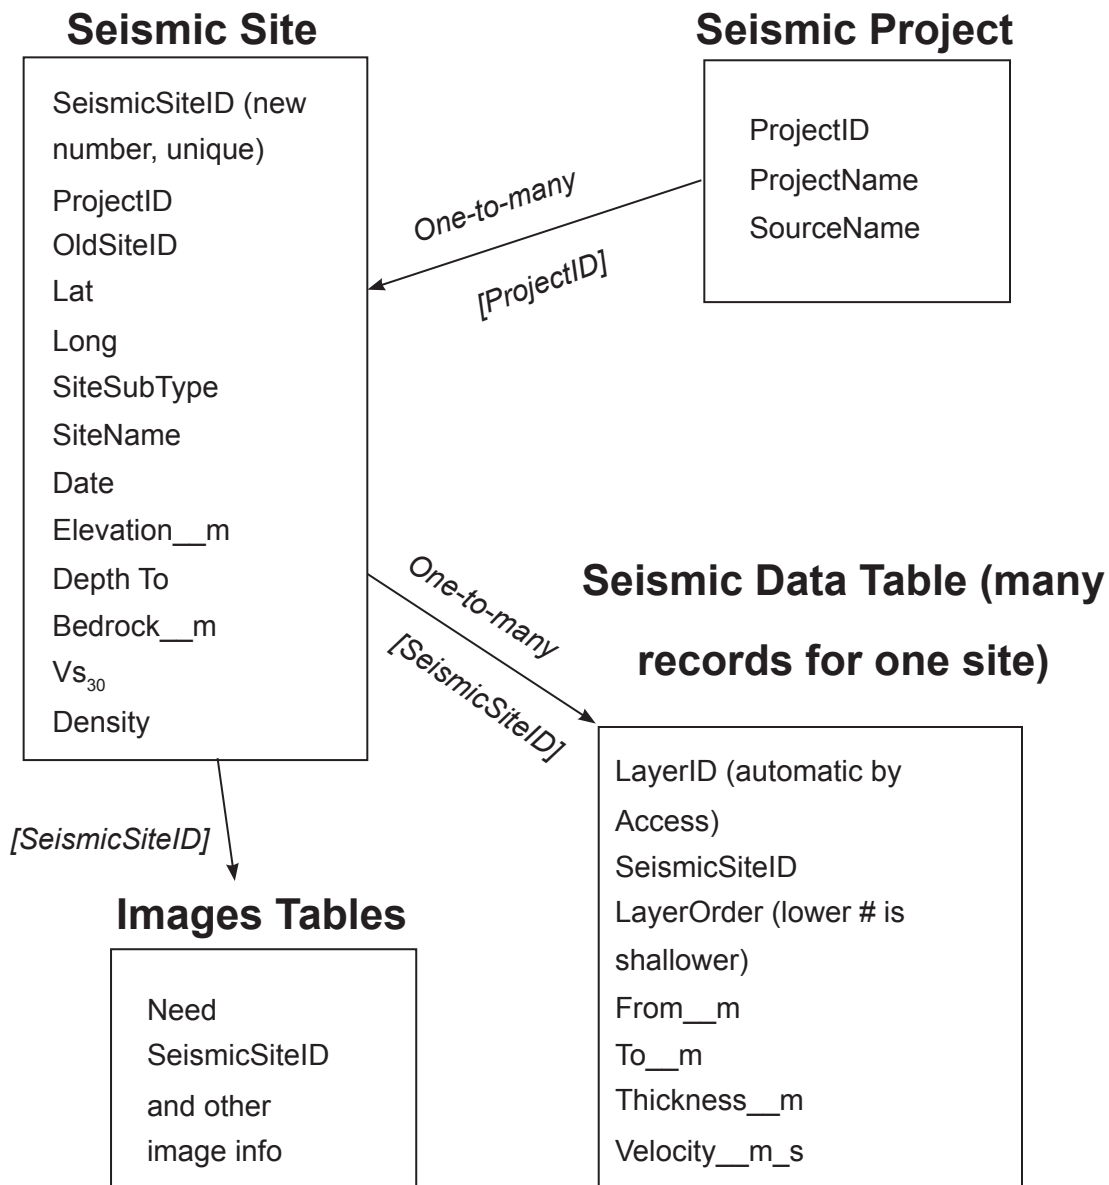 Seismic Site
SeismicSiteID (new
number, unique)
ProjectID
OldSiteID
Lat
Long
SiteSubType
SiteName
Date
Elevation__m
Depth To
Bedrock__m
Vs30
Density
Seismic Project
ProjectID
ProjectName
SourceName
One-to-many
[ProjectID]
One-to-many
[SeismicSiteID]
Seismic Data Table (many
records for one site)
LayerID (automatic by
Access)
SeismicSiteID
LayerOrder (lower # is
shallower)
From__m
To__m
Thickness__m
Velocity__m_s
[SeismicSiteID]
Images Tables
Need
SeismicSiteID
and other
image info